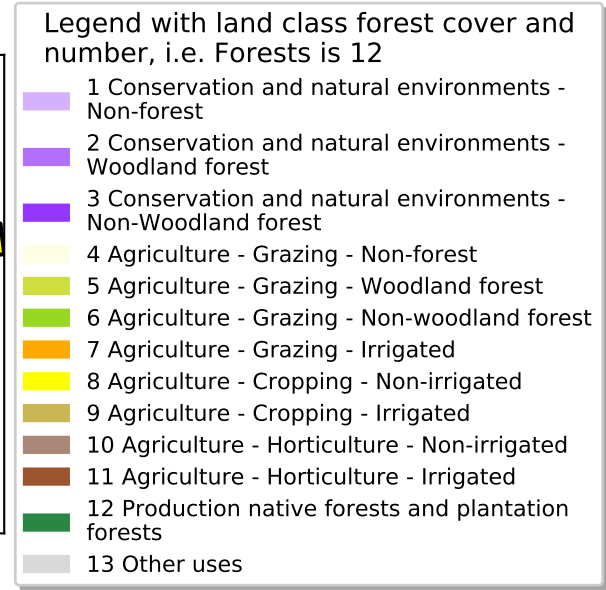 Legend with land class forest cover and
number, i.e. Forests is 12
1 Conservation and natural environments -
Non-forest
2 Conservation and natural environments -
Woodland forest
3 Conservation and natural environments -
Non-Woodland forest
4 Agriculture - Grazing - Non-forest
5 Agriculture - Grazing - Woodland forest
6 Agriculture - Grazing - Non-woodland forest
7 Agriculture - Grazing - Irrigated
8 Agriculture - Cropping - Non-irrigated
9 Agriculture - Cropping - Irrigated
10 Agriculture - Horticulture - Non-irrigated
11 Agriculture - Horticulture - Irrigated
12 Production native forests and plantation
forests
13 Other uses